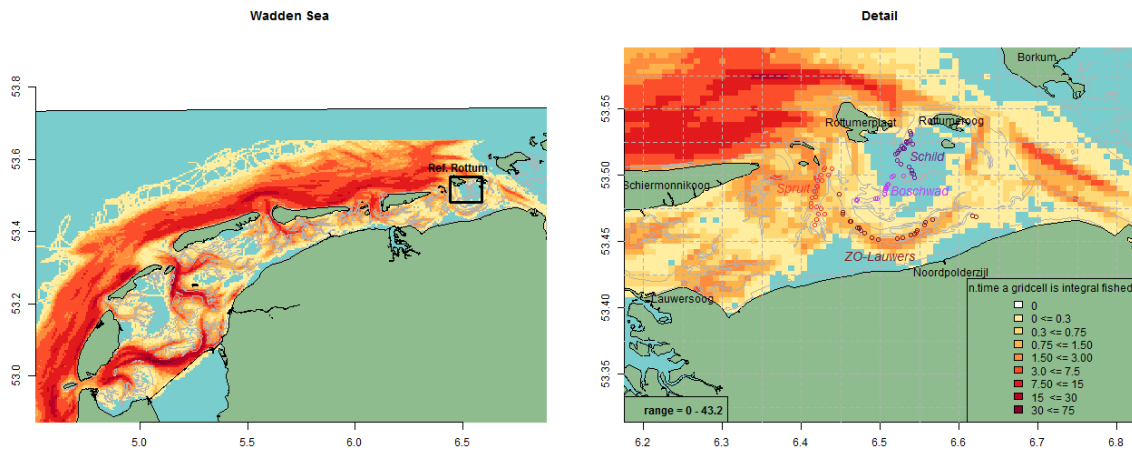 Wadden Sea
53.8
53.6
53.4
53.2
53.0
Ref. Rottum
5.0 5.5 6.0 6.5
Detail
53.55
53.50
53.45
53.40
53.35
Borkum
Rottumerplaat
Rottumeroog
Schild
Schiermonnikoog
Spruit
Boschwad
ZO-Lauwers
Noordpolderzijl
Lauwersoog
n.time a gridcell is integral fished
0
0 <= 0.3
0.3 <= 0.75
0.75 <= 1.50
1.50 <= 3.00
3.0 <= 7.5
7.50 <= 15
15 <= 30
30 <= 75
range = 0 - 43.2
6.2 6.3 6.4 6.5 6.6 6.7 6.8